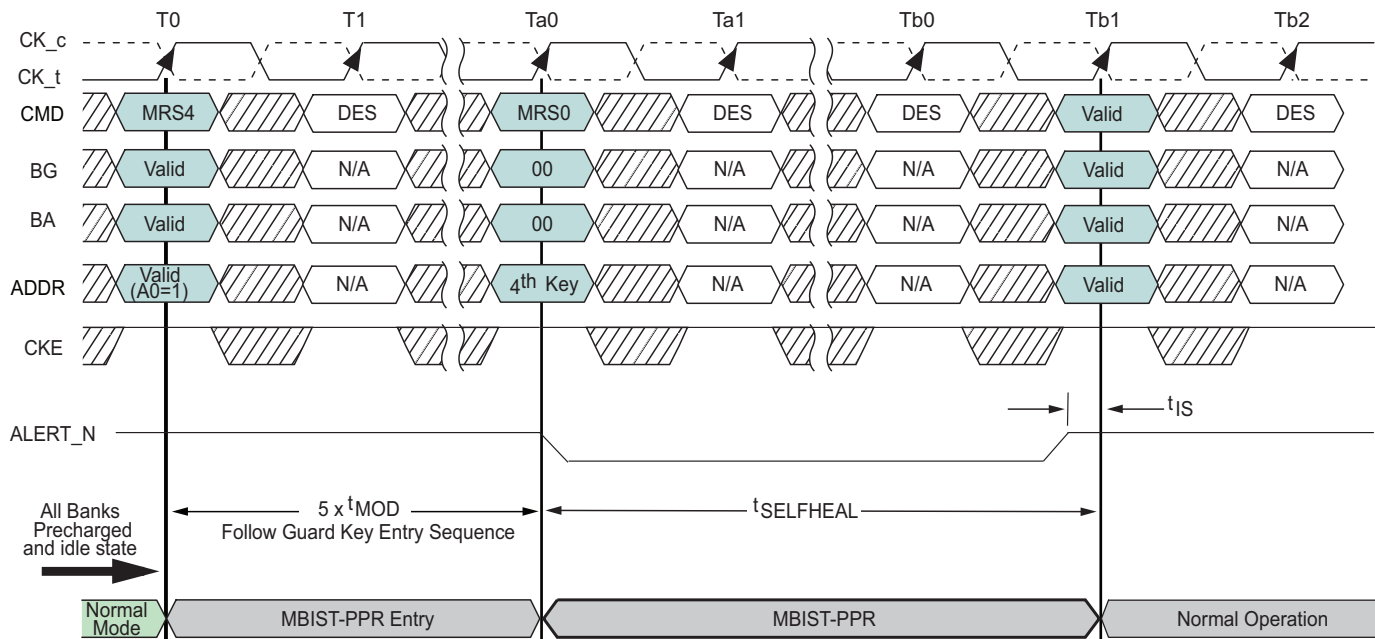 T0 T1 Ta0 Ta1 Tb0 Tb1 Tb2
CK_c
CK_t
CMD MRS4 DES MRS0 DES DES Valid DES
BG Valid N/A 00 N/A N/A Valid N/A
BA Valid N/A 00 N/A N/A Valid N/A
ADDR Valid (A0=1) N/A 4th Key N/A N/A Valid N/A
CKE
tIS
ALERT_N
All Banks
Precharged
and idle state
5 x tMOD
Follow Guard Key Entry Sequence
tSELFHEAL
Normal
Mode
MBIST-PPR Entry
MBIST-PPR
Normal Operation